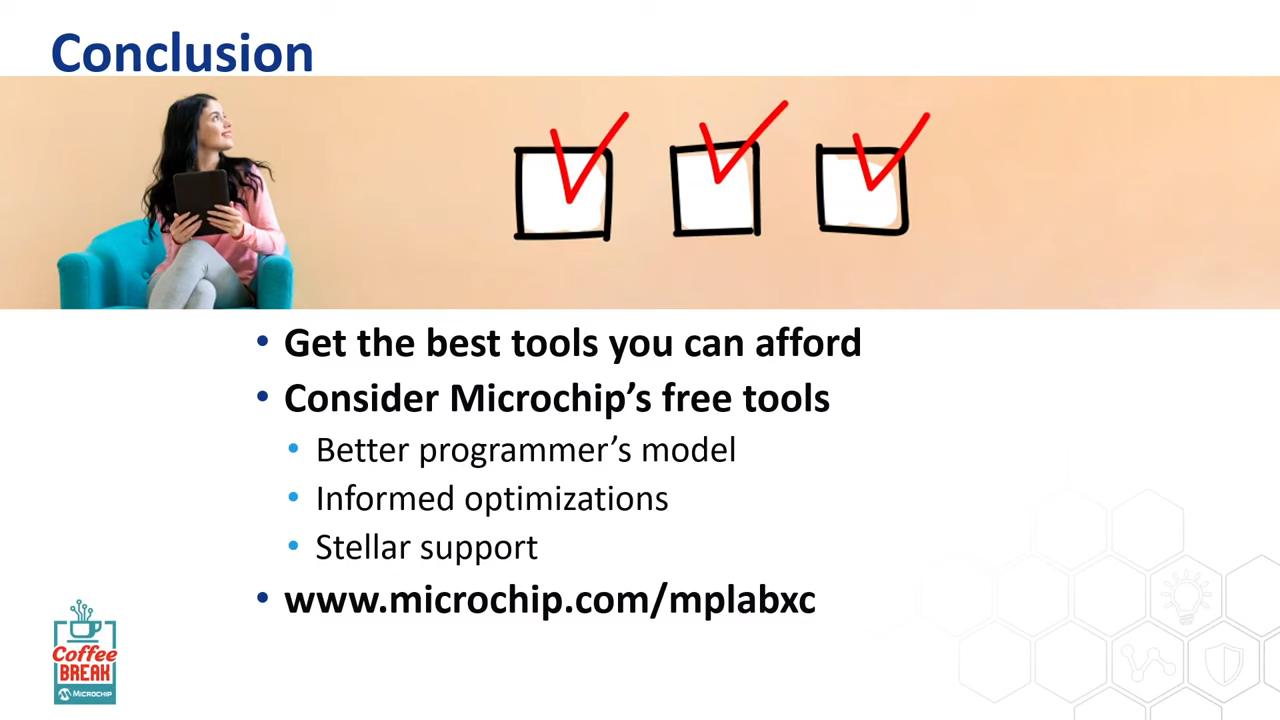 Conclusion
• Get the best tools you can afford
• Consider Microchip’s free tools
• Better programmer’s model
• Informed optimizations
• Stellar support
• www.microchip.com/mplabxc
Coffee
BREAK
MICROCHIP